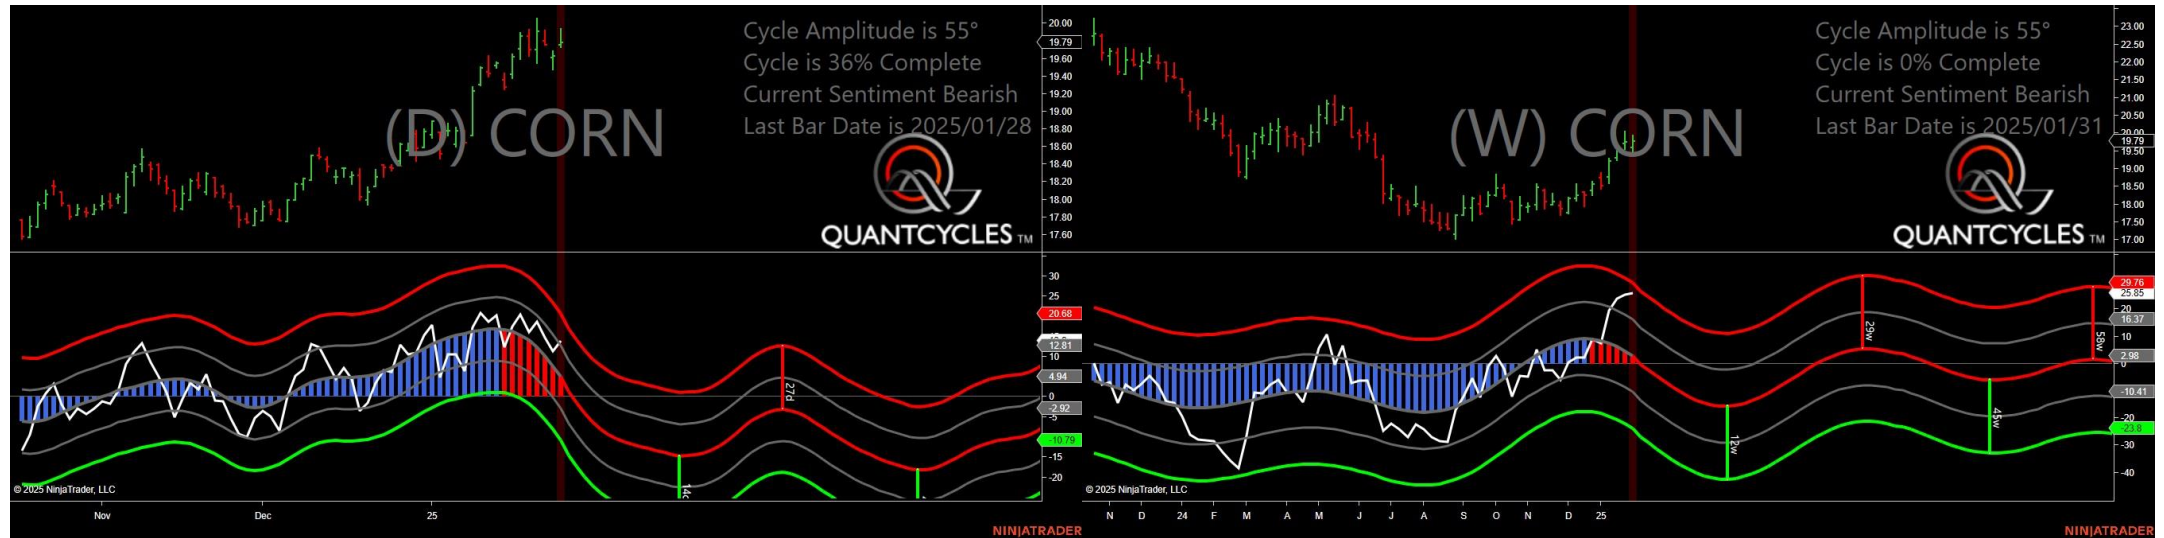 Cycle Amplitude is 55°
Cycle is 36% Complete
Current Sentiment Bearish
Last Bar Date is 2025/01/28
(D) CORN
QUANTCYCLES TM
20.00
19.79
19.60
19.40
19.20
19.00
18.80
18.60
18.40
18.20
18.00
17.80
17.60
30
25
20.68
12.81
10
4.94
0
-2.92
-5
-10.79
-15
-20
27d
© 2025 NinjaTrader, LLC
Nov
Dec
25
NINJATRADER
Cycle Amplitude is 55°
Cycle is 0% Complete
Current Sentiment Bearish
Last Bar Date is 2025/01/31
(W) CORN
QUANTCYCLES TM
23.00
22.50
22.00
21.50
21.00
20.50
20.00
19.79
19.50
19.00
18.50
18.00
17.50
17.00
29.76
25.85
20
16.37
10
2.98
0
-10.41
-20
-23.8
-30
-40
29w
58w
12w
45w
© 2025 NinjaTrader, LLC
N D 24 F M A M J J A S O N D 25
NINJATRADER